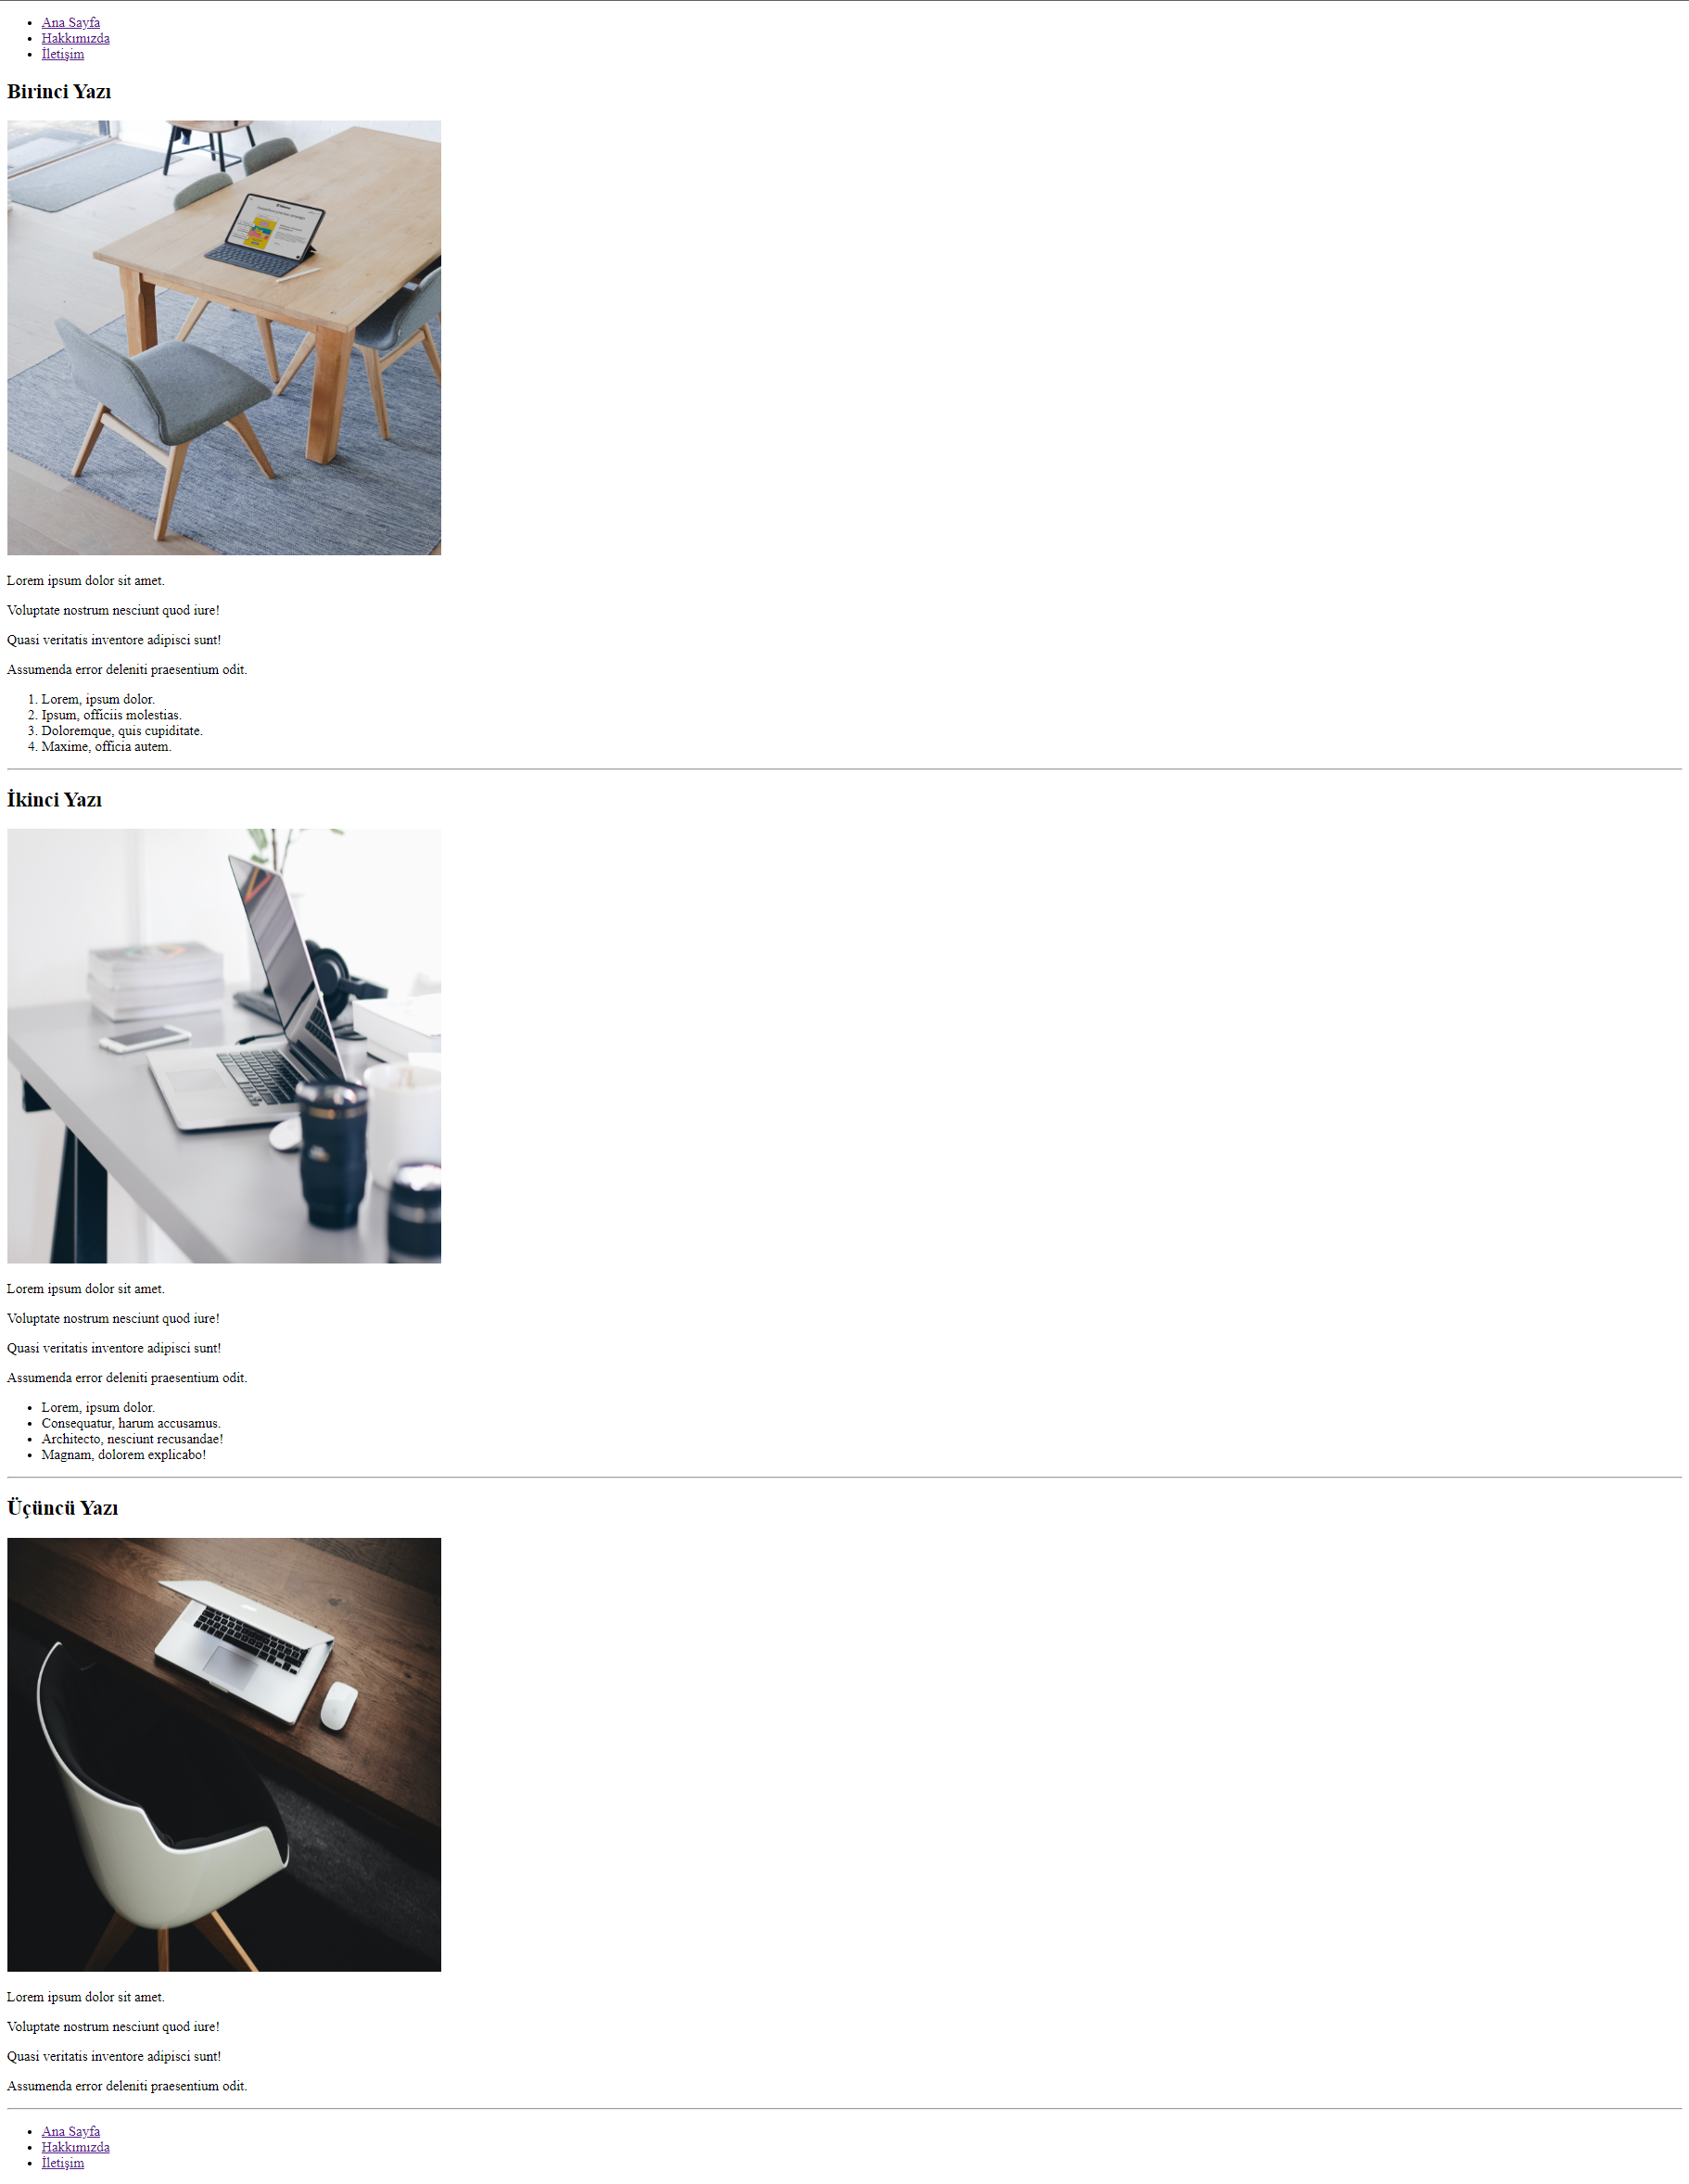 Ana Sayfa
Hakkımızda
İletişim
Birinci Yazı
Lorem ipsum dolor sit amet.
Voluptate nostrum nesciunt quod iure!
Quasi veritatis inventore adipisci sunt!
Assumenda error deleniti praesentium odit.
1. Lorem, ipsum dolor.
2. Ipsum, officiis molestias.
3. Doloremque, quis cupiditate.
4. Maxime, officia autem.
İkinci Yazı
Lorem ipsum dolor sit amet.
Voluptate nostrum nesciunt quod iure!
Quasi veritatis inventore adipisci sunt!
Assumenda error deleniti praesentium odit.
Lorem, ipsum dolor.
Consequatur, harum accusamus.
Architecto, nesciunt recusandae!
Magnam, dolorem explicabo!
Üçüncü Yazı
Lorem ipsum dolor sit amet.
Voluptate nostrum nesciunt quod iure!
Quasi veritatis inventore adipisci sunt!
Assumenda error deleniti praesentium odit.
Ana Sayfa
Hakkımızda
İletişim